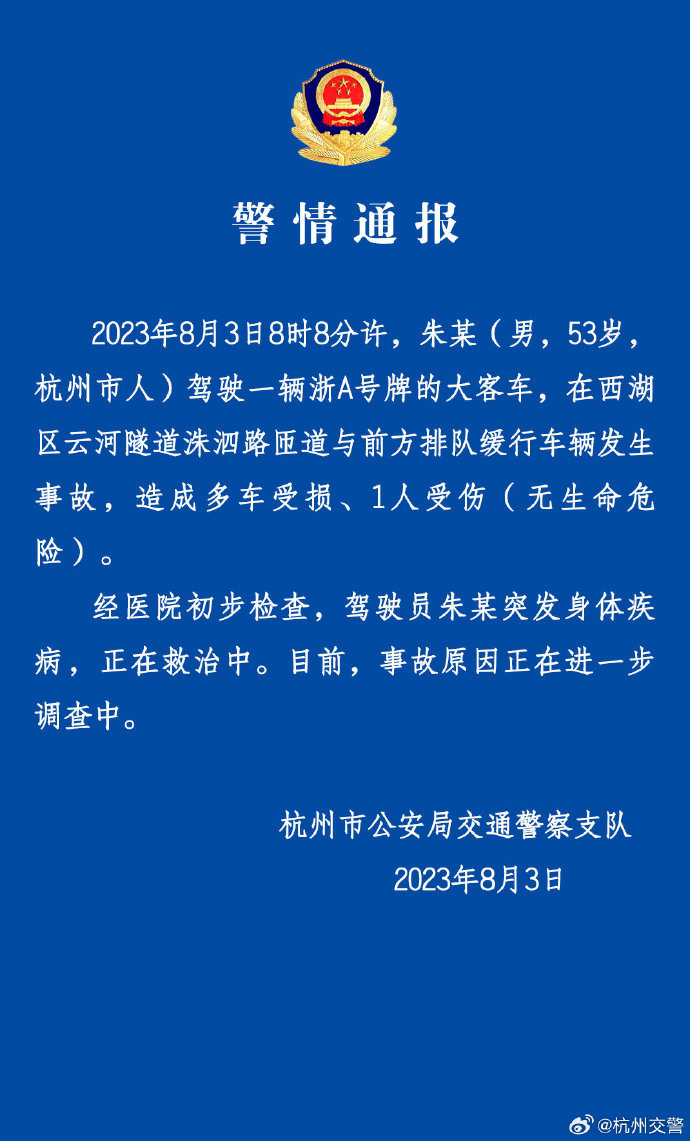 警情通报
2023年8月3日8时8分许，朱某（男，53岁，
杭州市人）驾驶一辆浙A号牌的大客车，在西湖
区云河隧道洙泗路匝道与前方排队缓行车辆发生
事故，造成多车受损、1人受伤（无生命危
险）。
经医院初步检查，驾驶员朱某突发身体疾
病，正在救治中。目前，事故原因正在进一步
调查中。
杭州市公安局交通警察支队
2023年8月3日
@杭州交警